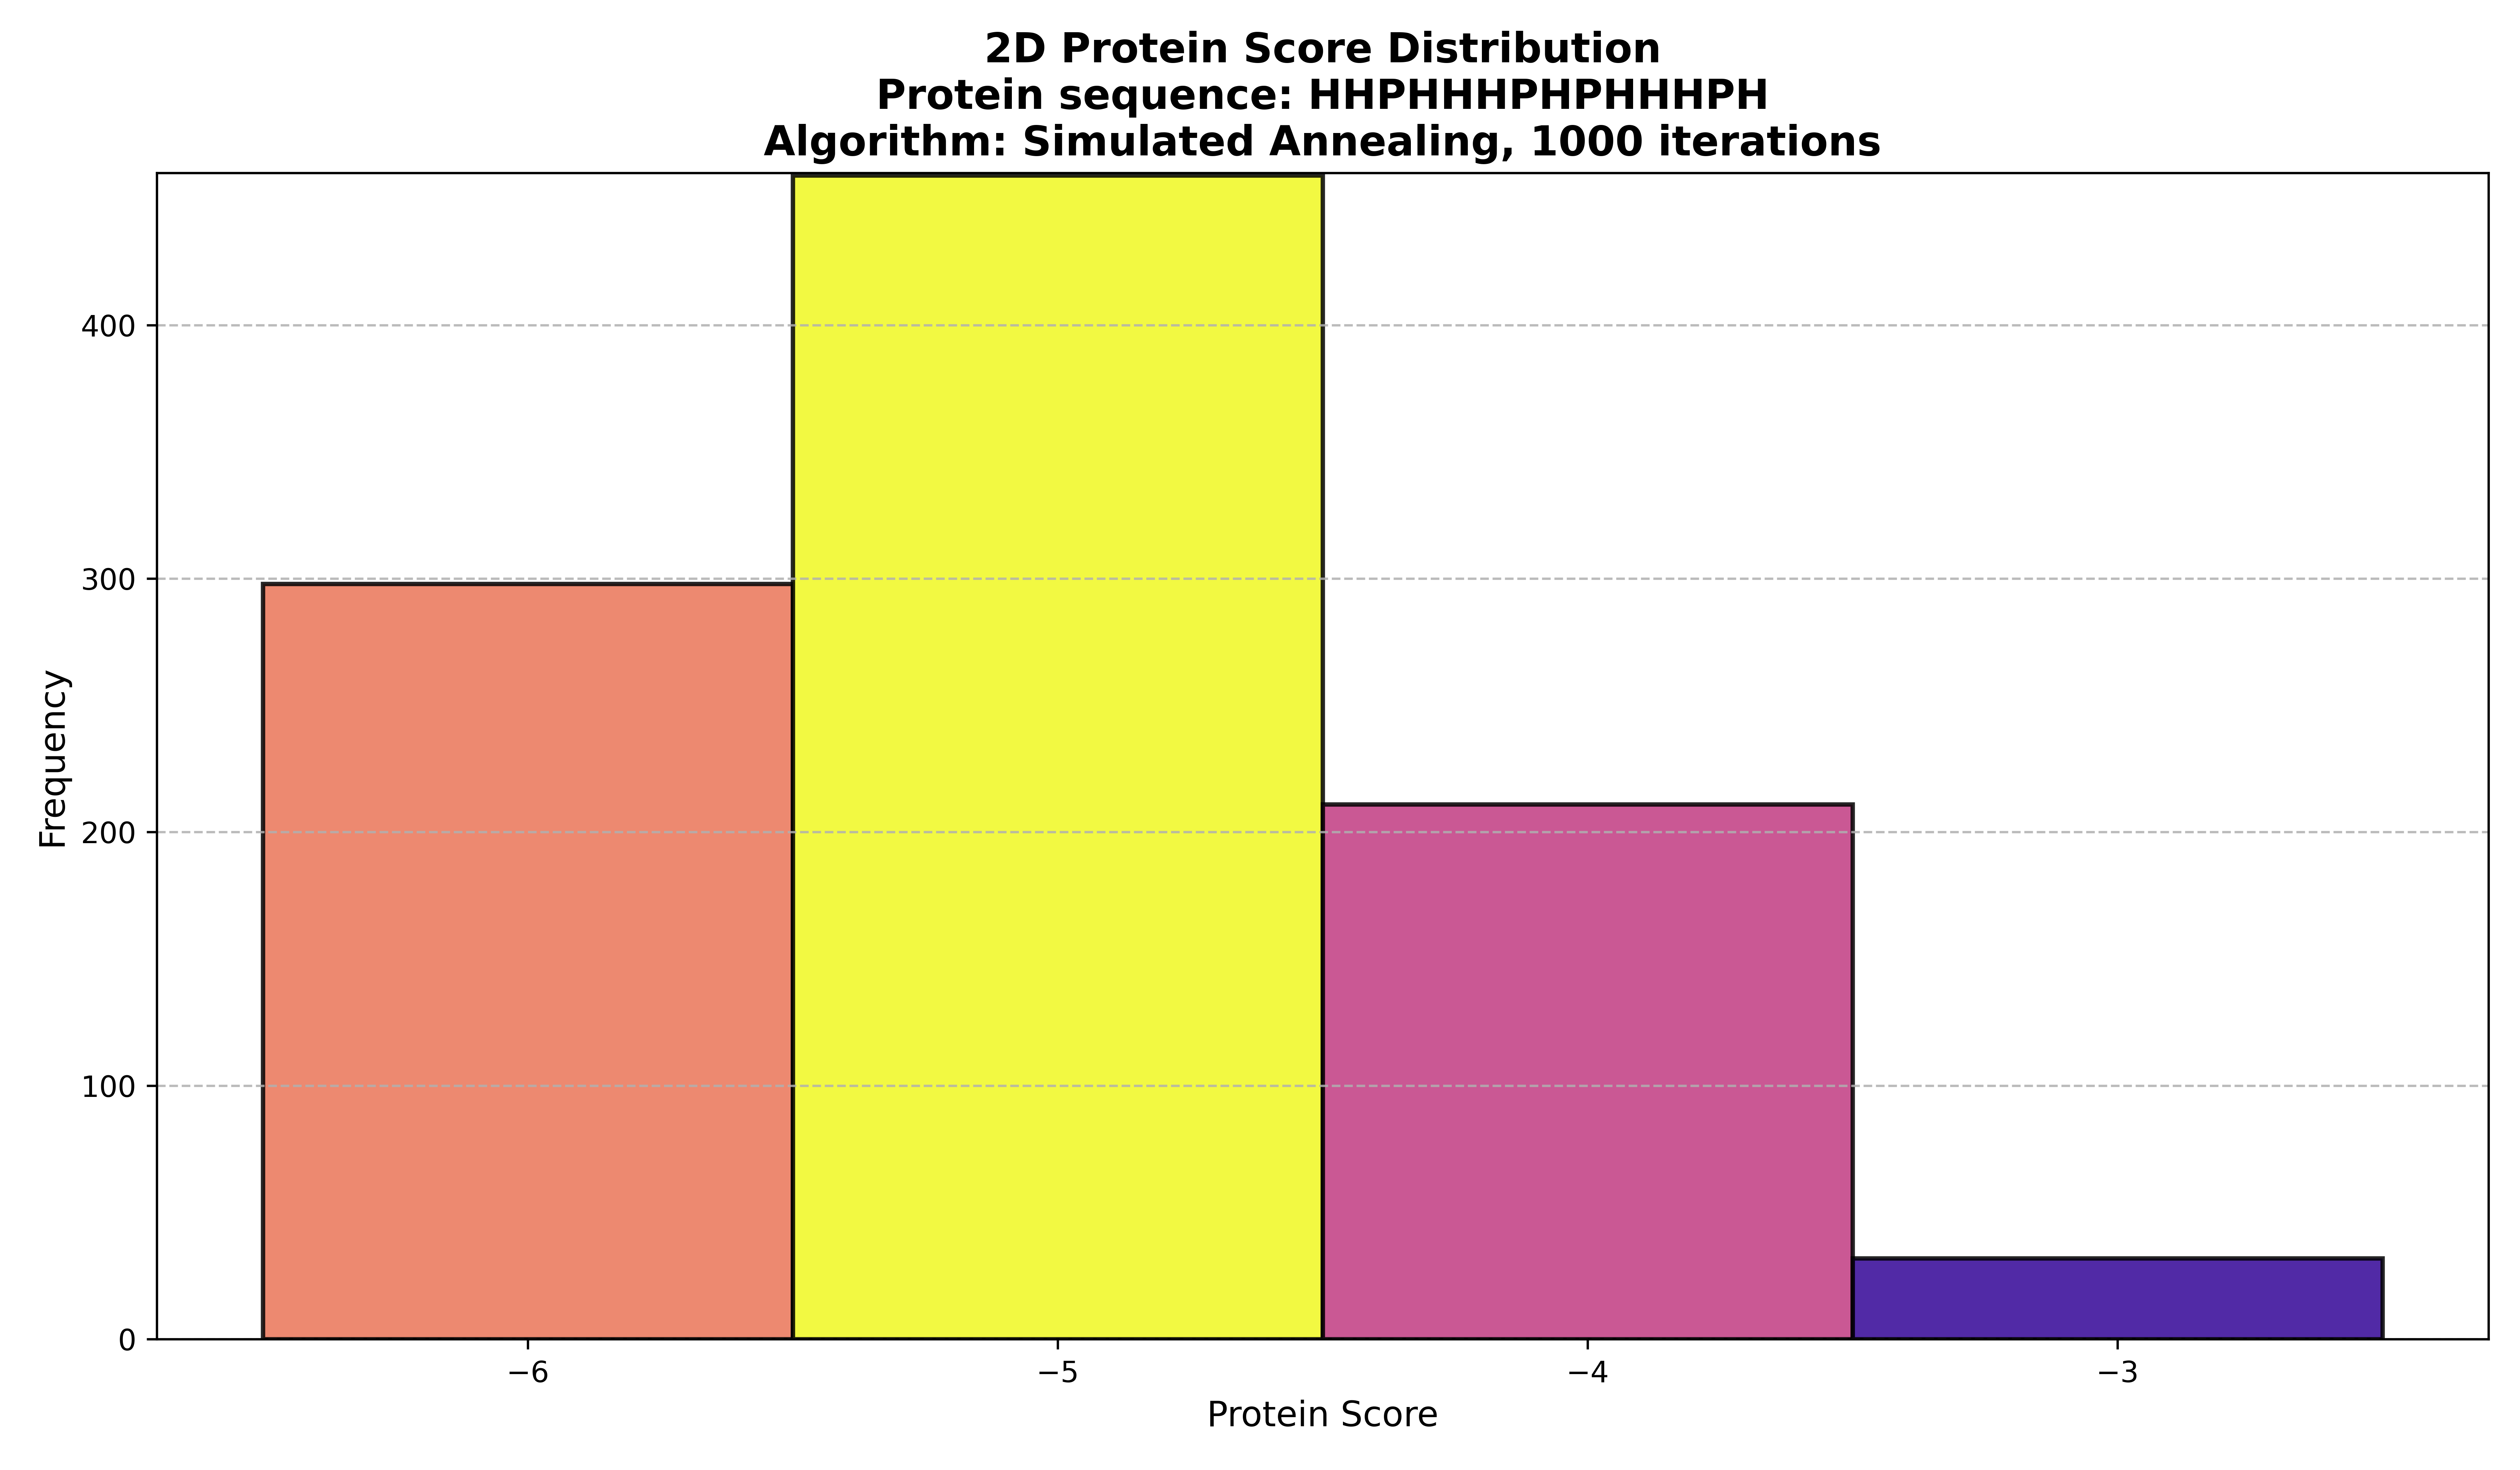 2D Protein Score Distribution
Protein sequence: HHPHHHHPHPHHHHPH
Algorithm: Simulated Annealing, 1000 iterations
400
300
200
100
0
Frequency
−6
−5
−4
−3
Protein Score